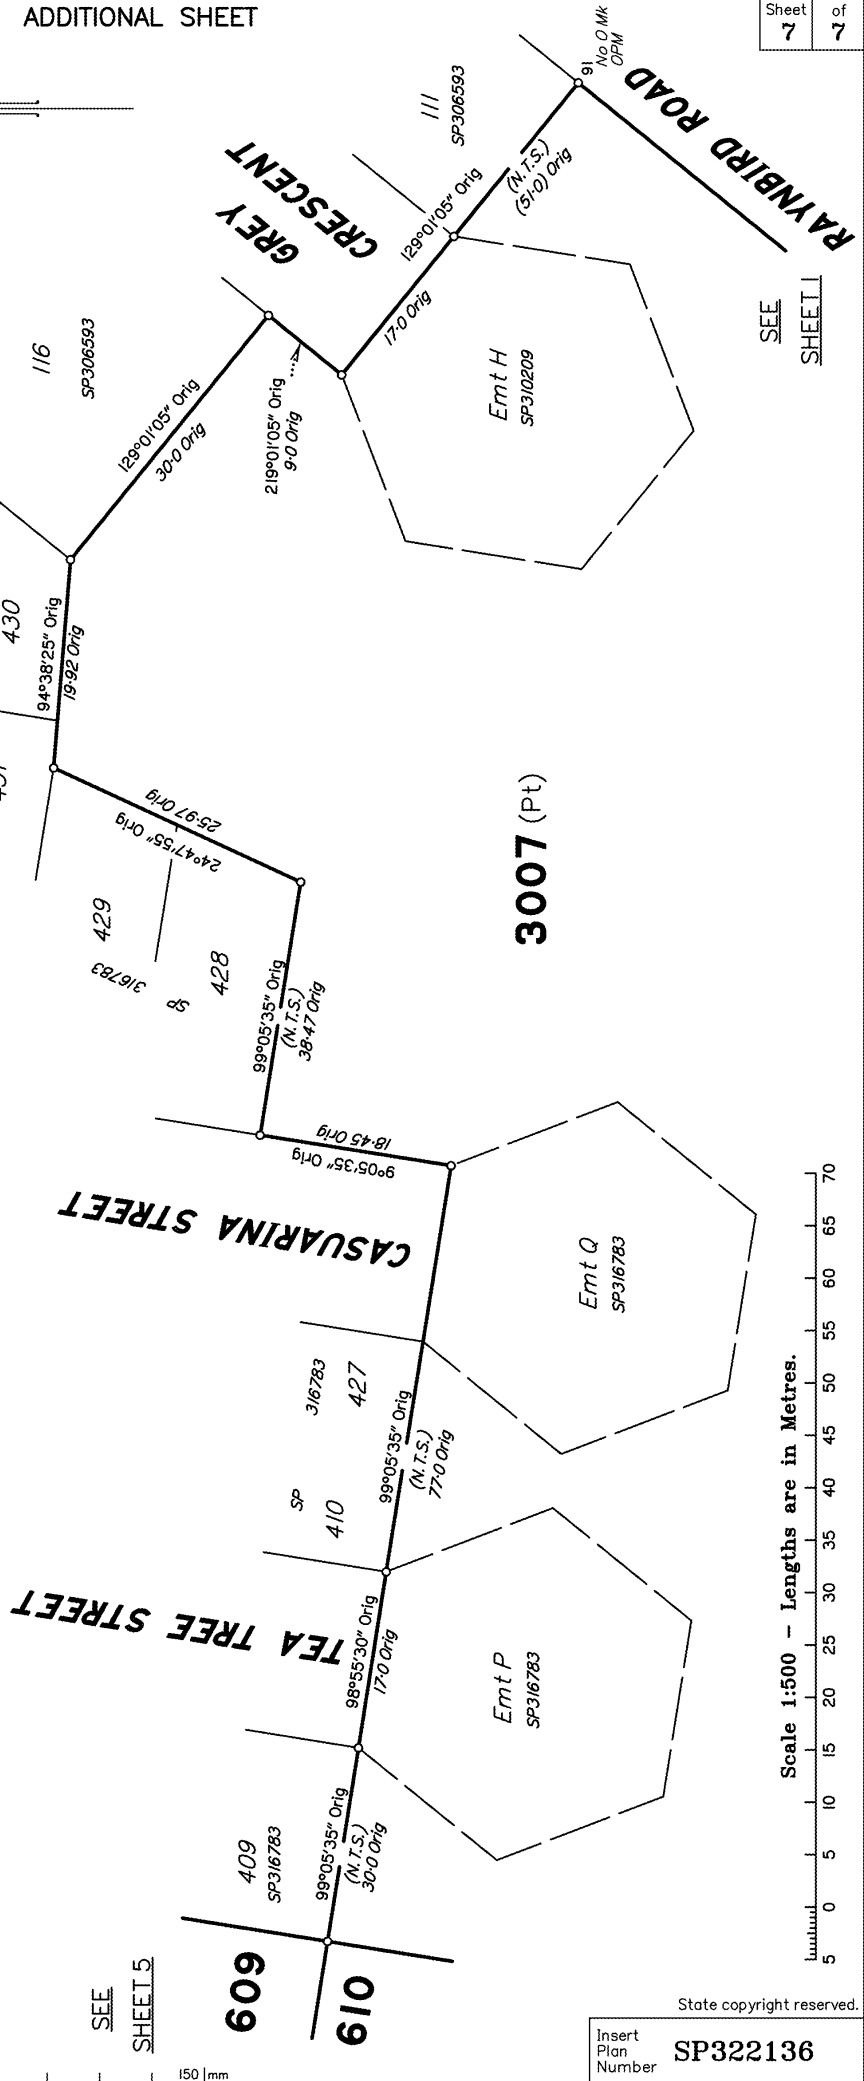 ADDITIONAL SHEET
Sheet
7
of
7
91
No O Mk
OPM
RAYNBIRD ROAD
SEE
SHEET 1
111
SP306593
GREY
CRESCENT
129°01'05" Orig
(N.T.S.)
(51·0) Orig
17·0 Orig
Emt H
SP310209
219°01'05" Orig
9·0 Orig
116
SP306593
129°01'05" Orig
30·0 Orig
430
94°38'25" Orig
19·92 Orig
24°47'55" Orig
25·97 Orig
429
316783
SP
428
99°05'35" Orig
(N.T.S.)
38·47 Orig
3007 (Pt)
9°05'35" Orig
18·45 Orig
CASUARINA STREET
Emt Q
SP316783
316783
427
SP
410
99°05'35" Orig
(N.T.S.)
77·0 Orig
TEA TREE STREET
98°55'30" Orig
17·0 Orig
Emt P
SP316783
409
SP316783
99°05'35" Orig
(N.T.S.)
30·0 Orig
609
610
SEE
SHEET 5
Scale 1:500 – Lengths are in Metres.
5 0 5 10 15 20 25 30 35 40 45 50 55 60 65 70
State copyright reserved.
Insert
Plan
Number
SP322136
150 mm